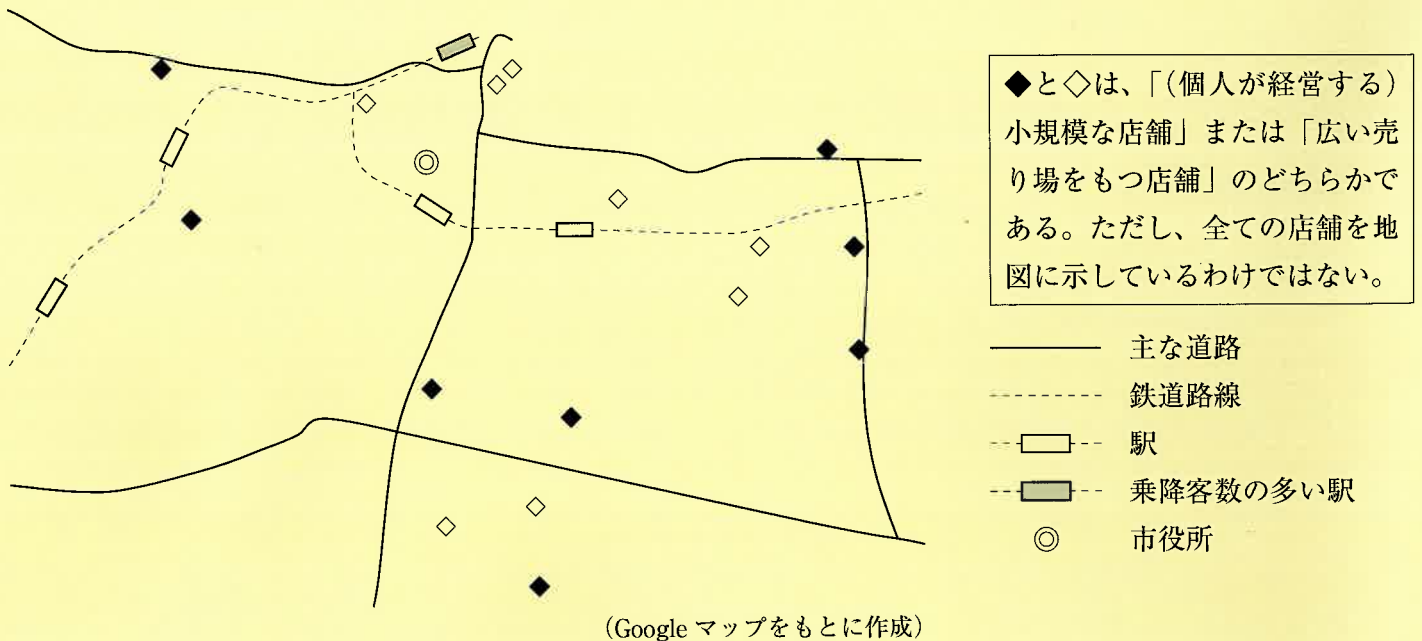 ◆と◇は、「(個人が経営する)
小規模な店舗」または「広い売
り場をもつ店舗」のどちらかで
ある。ただし、全ての店舗を地
図に示しているわけではない。
主な道路
鉄道路線
駅
乗降客数の多い駅
市役所
(Google マップをもとに作成)